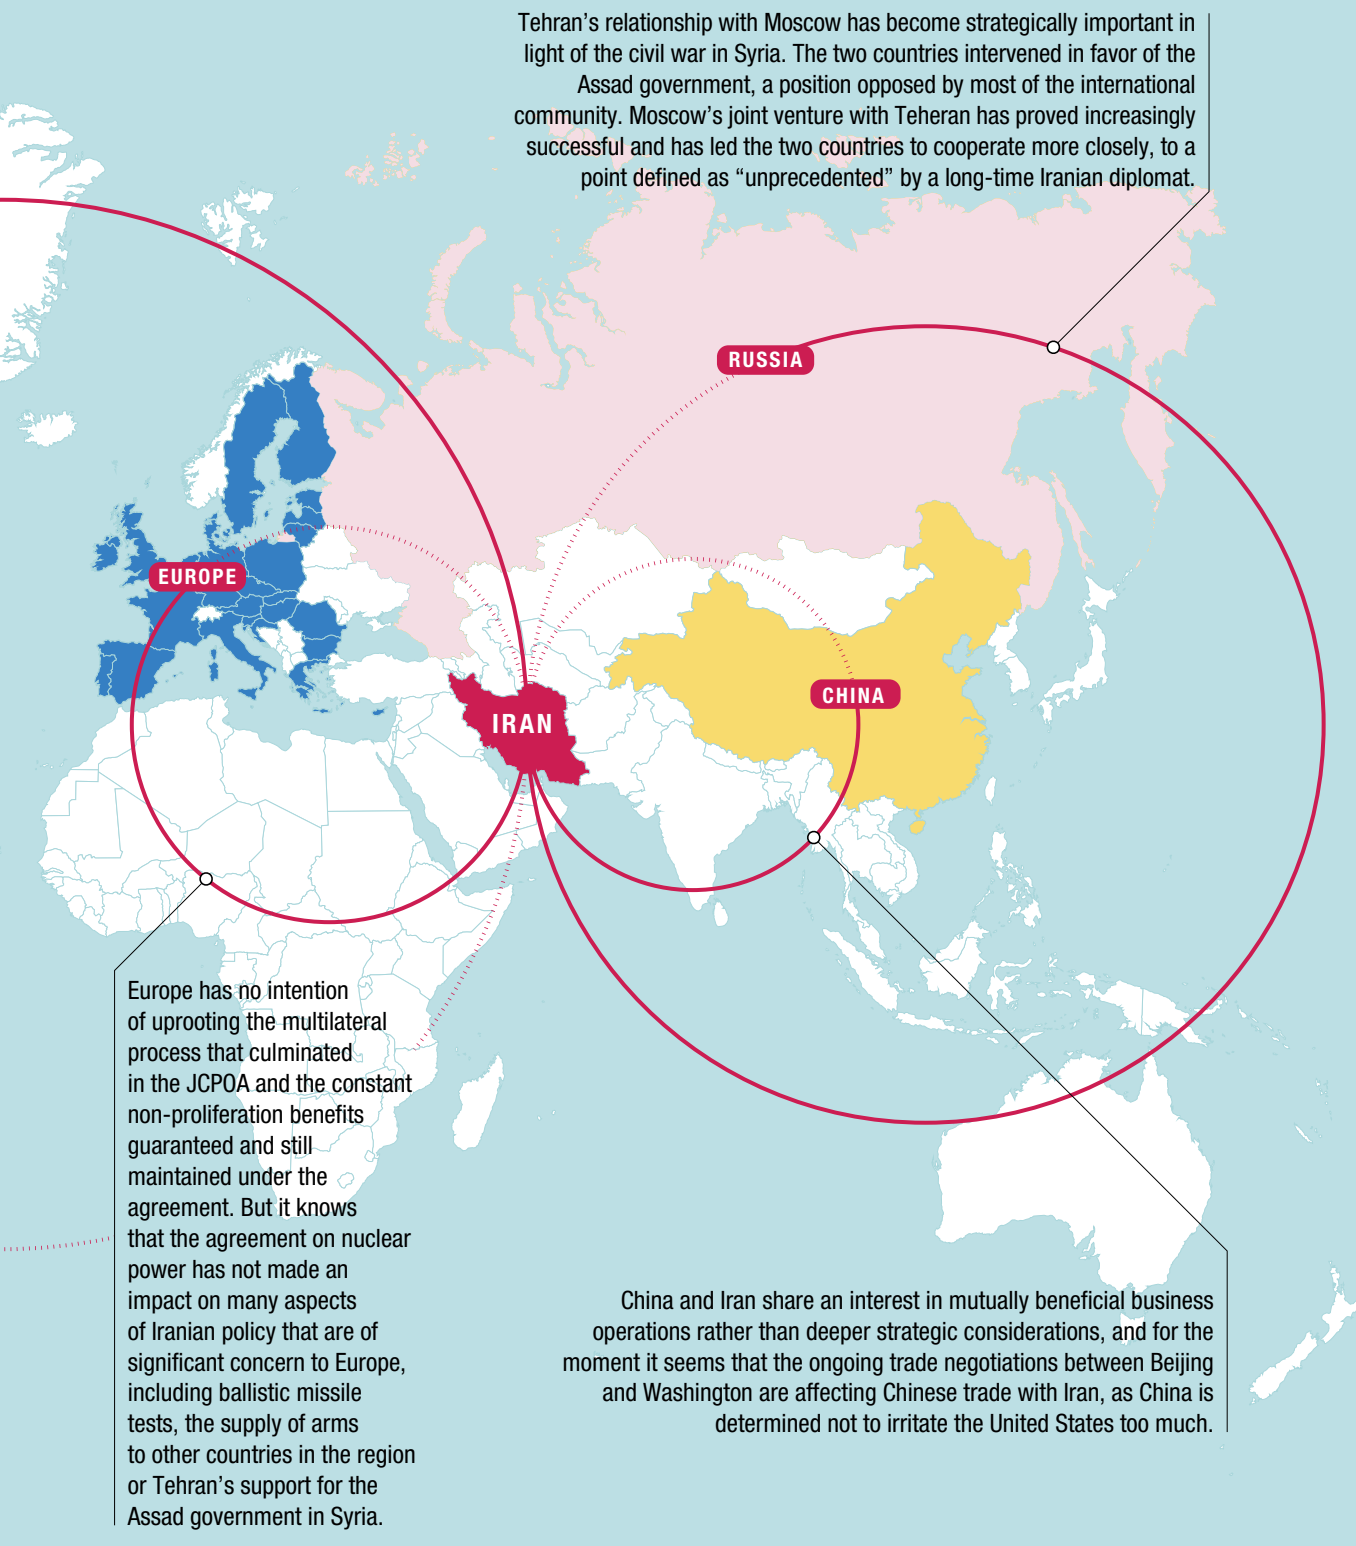 Tehran’s relationship with Moscow has become strategically important in
light of the civil war in Syria. The two countries intervened in favor of the
Assad government, a position opposed by most of the international
community. Moscow’s joint venture with Teheran has proved increasingly
successful and has led the two countries to cooperate more closely, to a
point defined as “unprecedented” by a long-time Iranian diplomat.
RUSSIA
EUROPE
CHINA
IRAN
Europe has no intention
of uprooting the multilateral
process that culminated
in the JCPOA and the constant
non-proliferation benefits
guaranteed and still
maintained under the
agreement. But it knows
that the agreement on nuclear
power has not made an
impact on many aspects
of Iranian policy that are of
significant concern to Europe,
including ballistic missile
tests, the supply of arms
to other countries in the region
or Tehran’s support for the
Assad government in Syria.
China and Iran share an interest in mutually beneficial business
operations rather than deeper strategic considerations, and for the
moment it seems that the ongoing trade negotiations between Beijing
and Washington are affecting Chinese trade with Iran, as China is
determined not to irritate the United States too much.